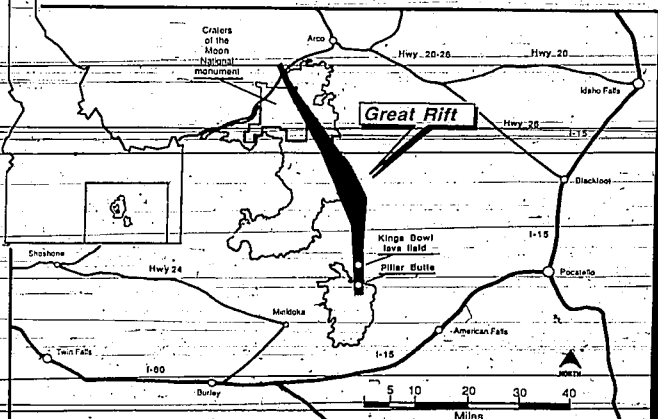 Craters
of the
Moon
National
monument
Arco
Hwy 20-26
Hwy 20
Idaho Falls
Great Rift
Hwy 26
I-15
Blackfoot
I-15
Kings Bowl
lava field
Pillar Butte
Shoshone
Hwy 24
Pocatello
Minidoka
American Falls
Twin Falls
I-80
I-15
Burley
NORTH
5 10 20 30 40
Miles